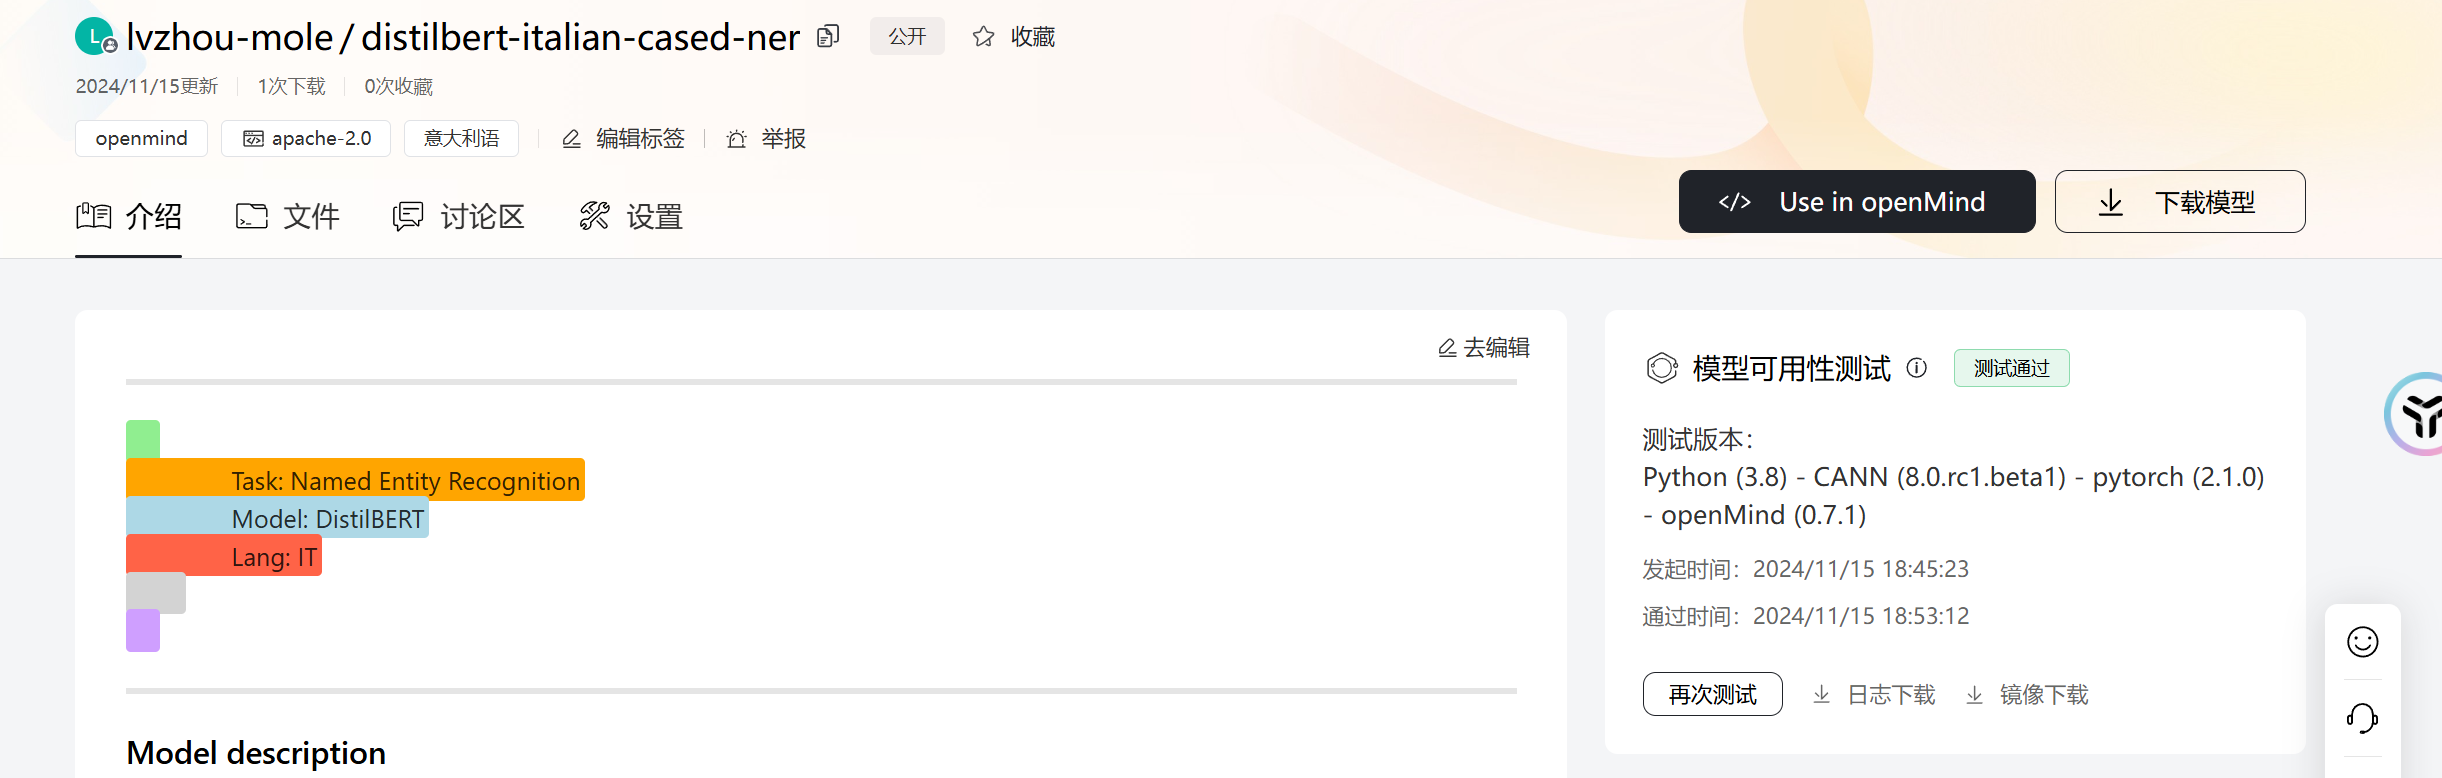 L lvzhou-mole / distilbert-italian-cased-ner 公开 收藏
2024/11/15更新 1次下载 0次收藏
openmind apache-2.0 意大利语 编辑标签 举报
介绍 文件 讨论区 设置 Use in openMind 下载模型
去编辑
Task: Named Entity Recognition
Model: DistilBERT
Lang: IT
Model description
模型可用性测试 测试通过
测试版本：
Python (3.8) - CANN (8.0.rc1.beta1) - pytorch (2.1.0)
- openMind (0.7.1)
发起时间：2024/11/15 18:45:23
通过时间：2024/11/15 18:53:12
再次测试 日志下载 镜像下载